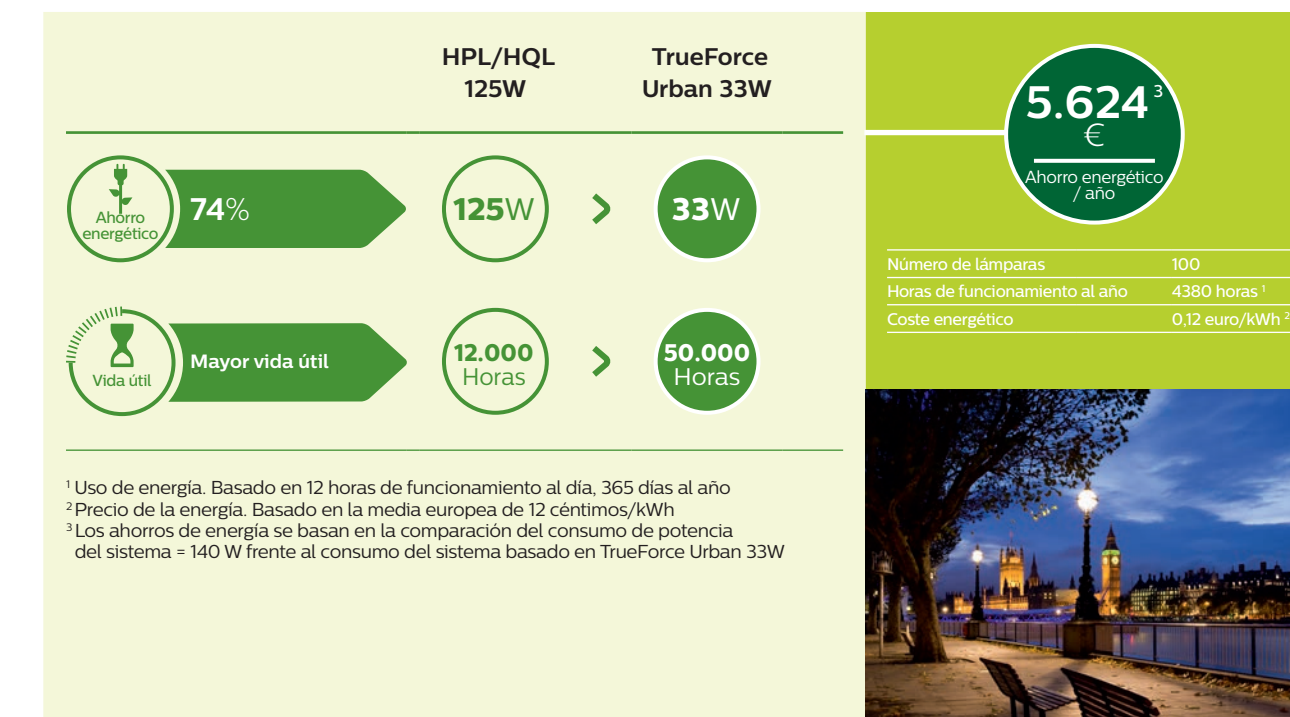 HPL/HQL
125W
TrueForce
Urban 33W
Ahorro
energético
74%
125W
>
33W
Vida útil
Mayor vida útil
12.000
Horas
>
50.000
Horas
¹ Uso de energía. Basado en 12 horas de funcionamiento al día, 365 días al año
² Precio de la energía. Basado en la media europea de 12 céntimos/kWh
³ Los ahorros de energía se basan en la comparación del consumo de potencia
del sistema = 140 W frente al consumo del sistema basado en TrueForce Urban 33W
5.624³
€
Ahorro energético
/ año
Número de lámparas 100
Horas de funcionamiento al año 4380 horas ¹
Coste energético 0,12 euro/kWh ²